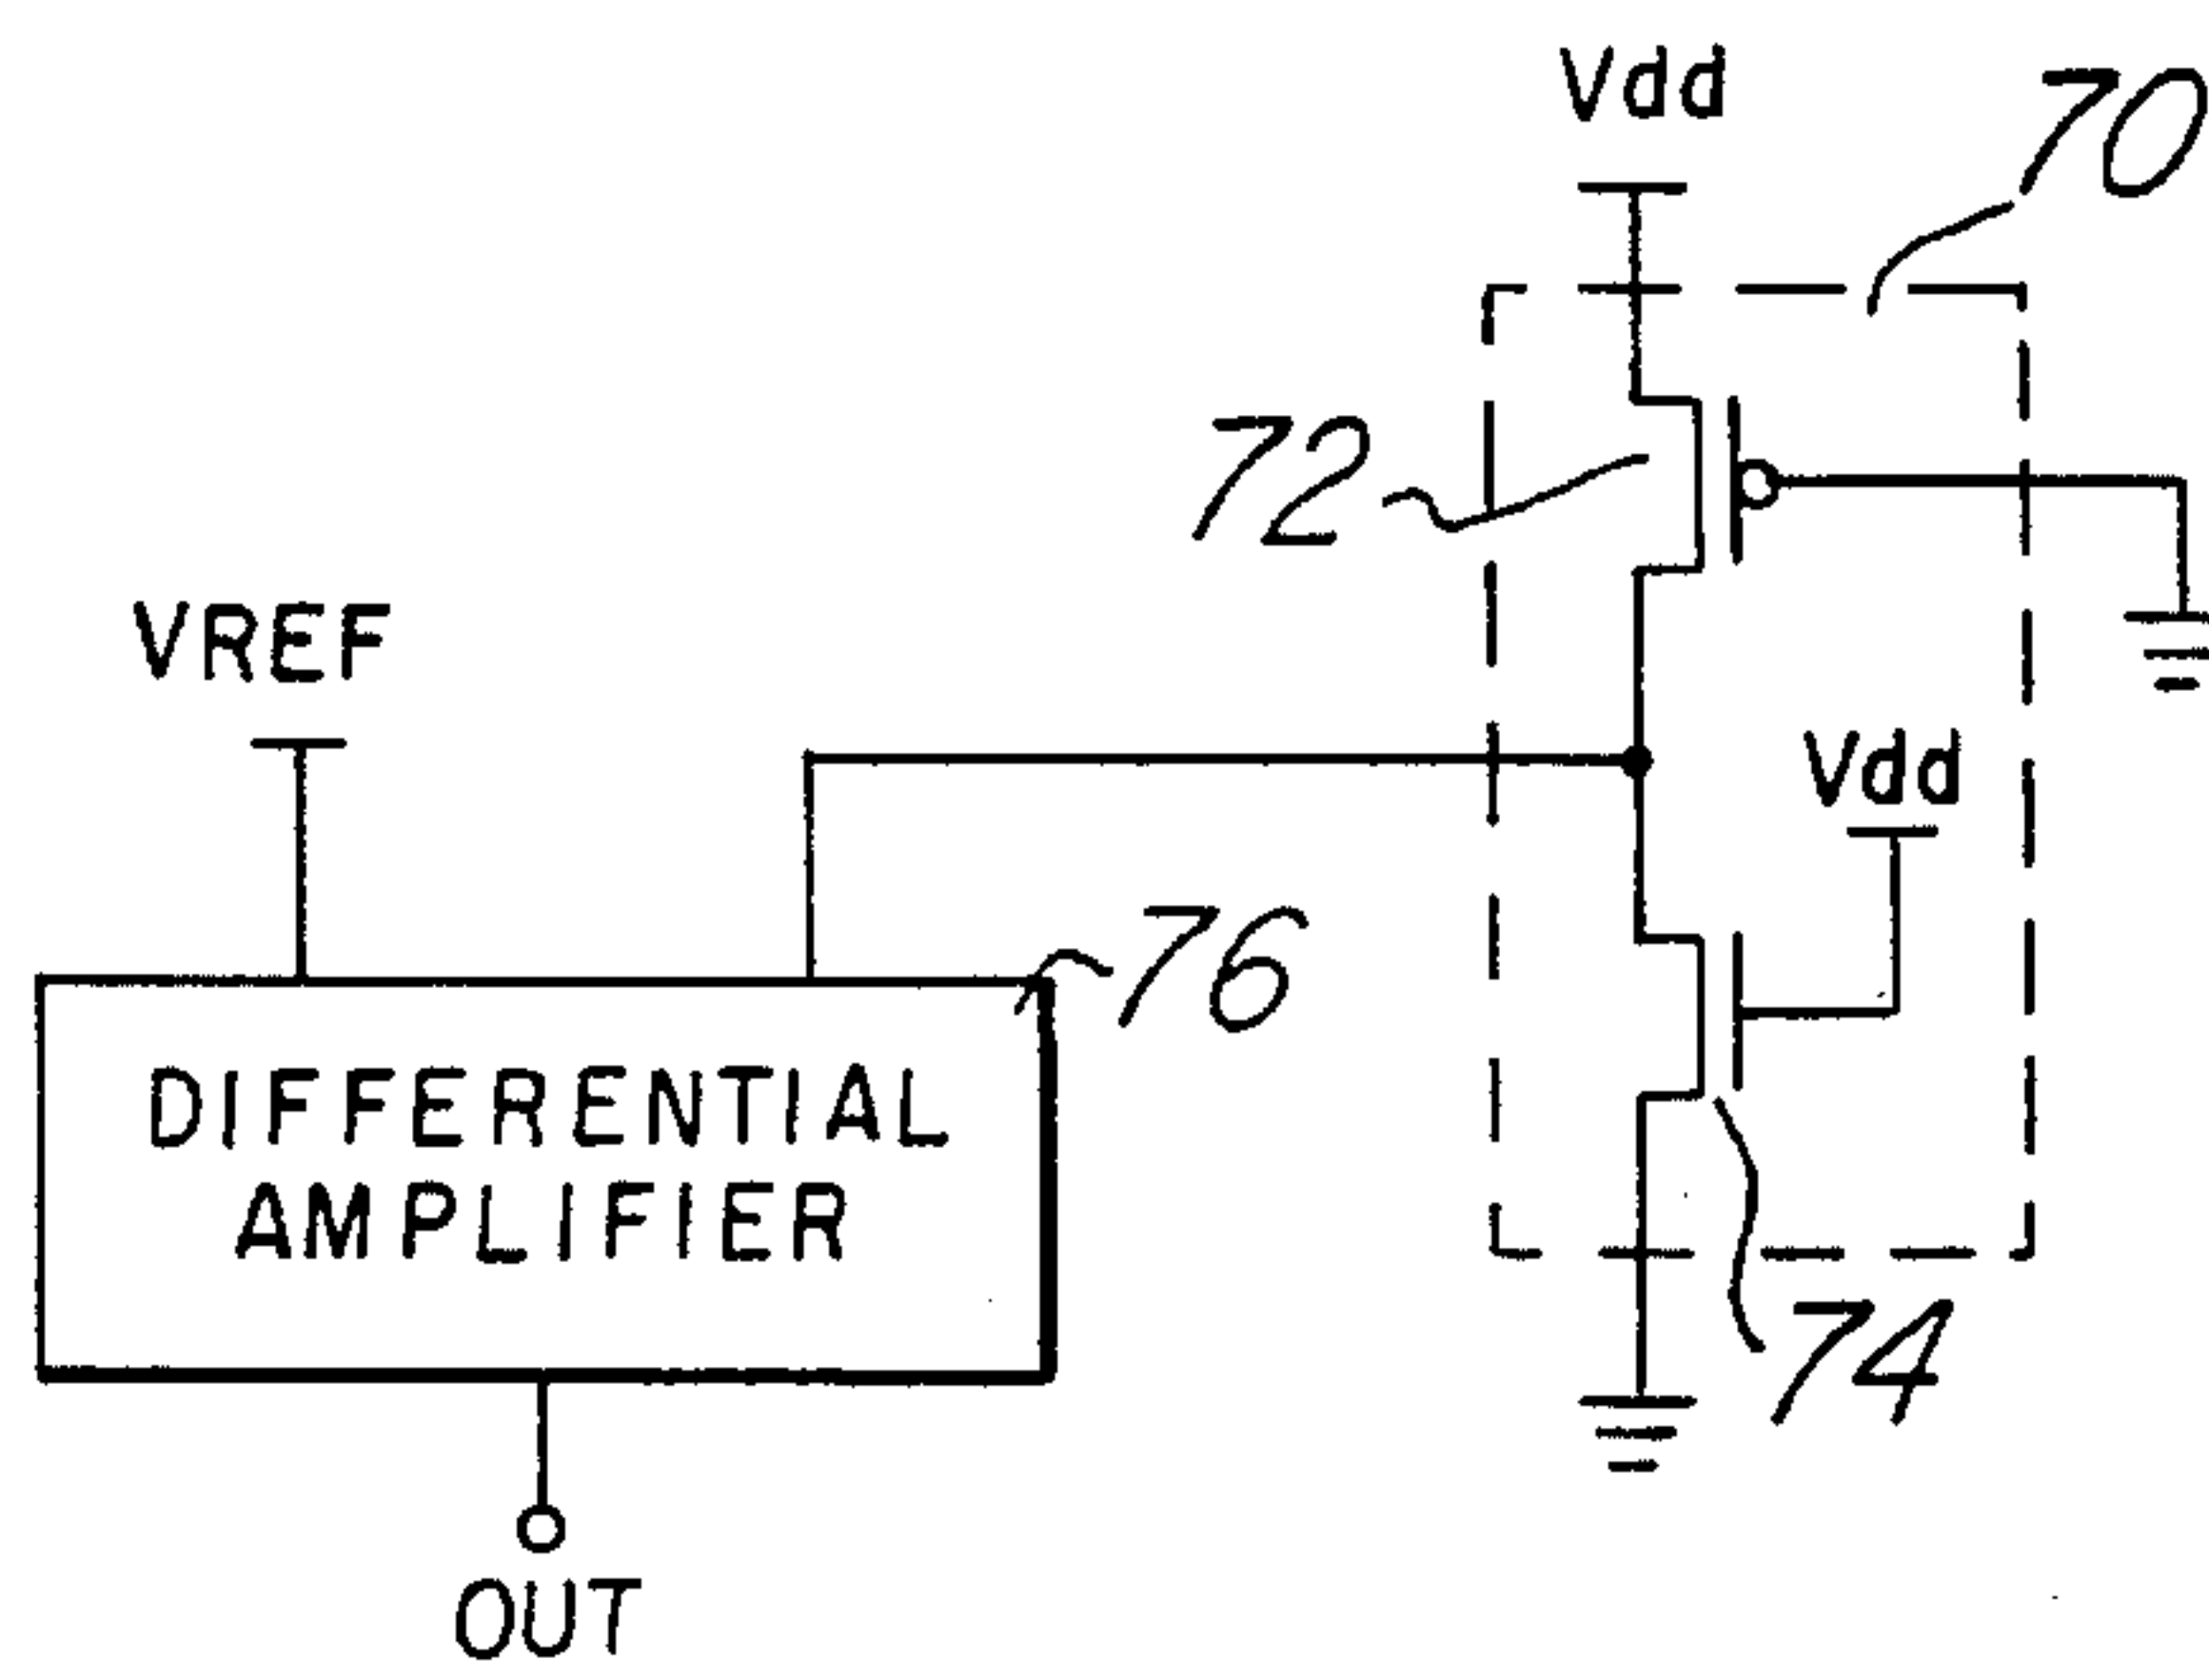 Vdd
70
72
VREF
Vdd
76
DIFFERENTIAL
AMPLIFIER
74
OUT